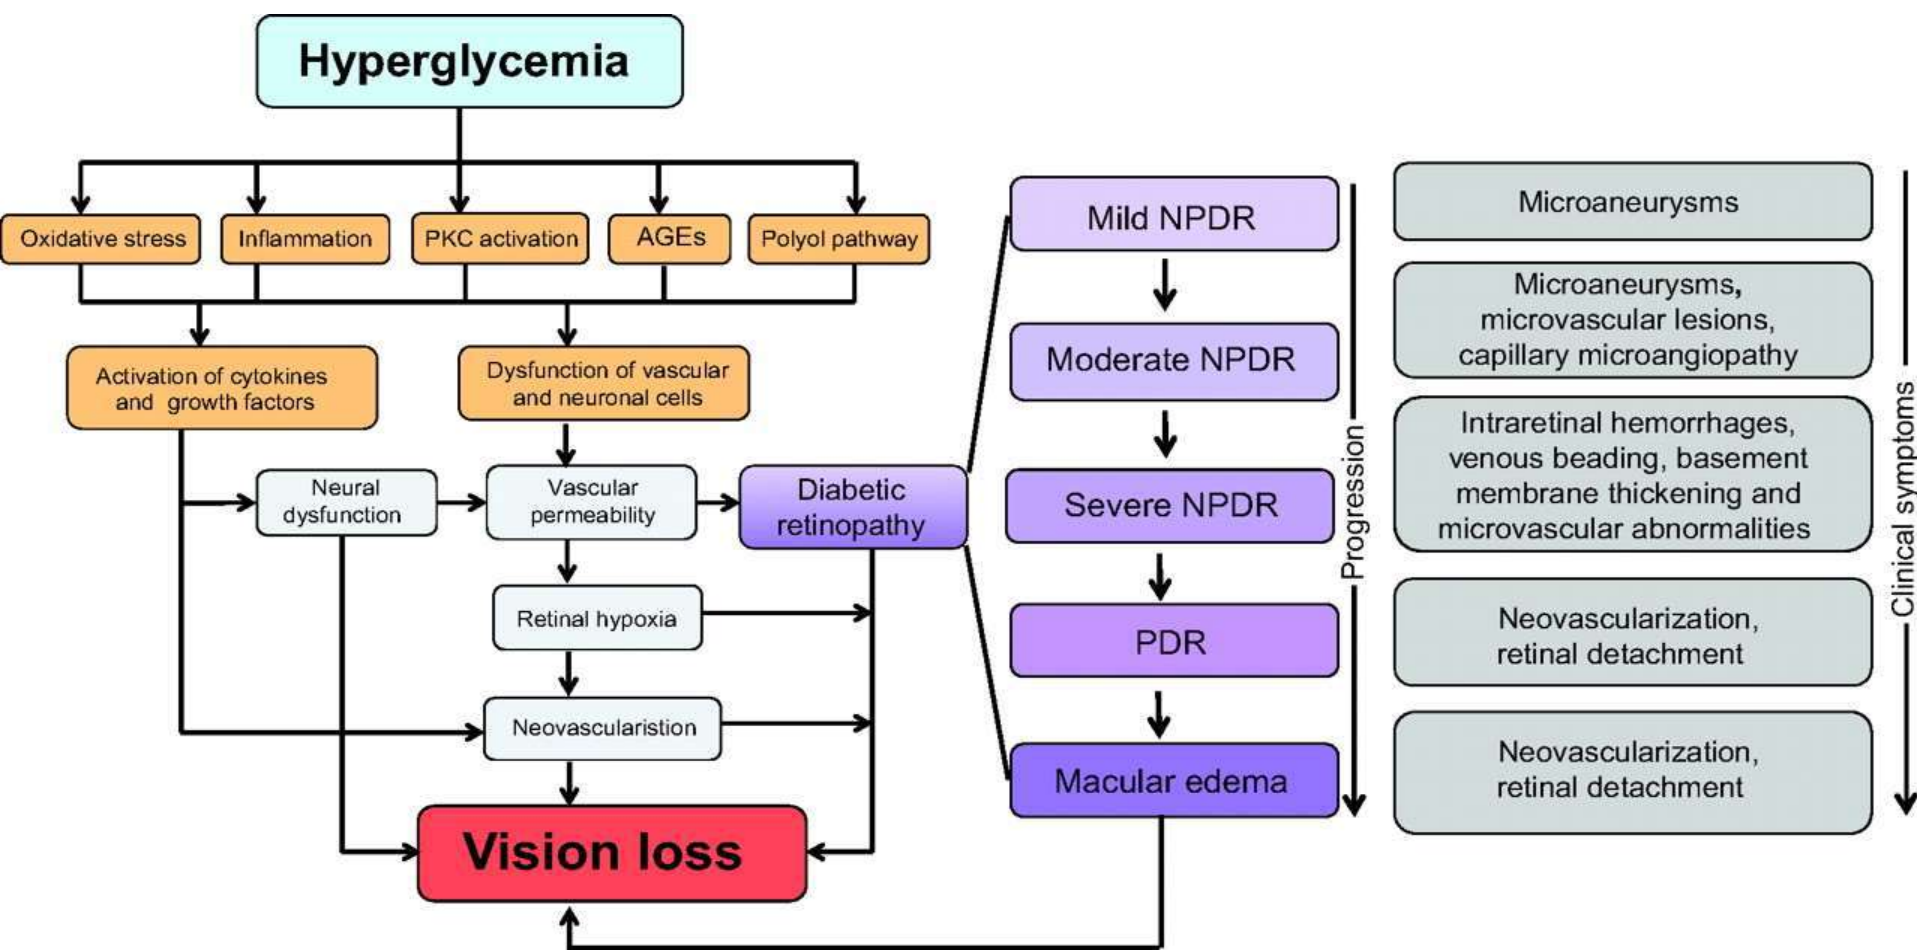 Hyperglycemia
Oxidative stress
Inflammation
PKC activation
AGEs
Polyol pathway
Activation of cytokines
and growth factors
Dysfunction of vascular
and neuronal cells
Neural
dysfunction
Vascular
permeability
Diabetic
retinopathy
Retinal hypoxia
Neovascularistion
Vision loss
Mild NPDR
Moderate NPDR
Severe NPDR
PDR
Macular edema
Progression
Microaneurysms
Microaneurysms,
microvascular lesions,
capillary microangiopathy
Intraretinal hemorrhages,
venous beading, basement
membrane thickening and
microvascular abnormalities
Neovascularization,
retinal detachment
Neovascularization,
retinal detachment
Clinical symptoms